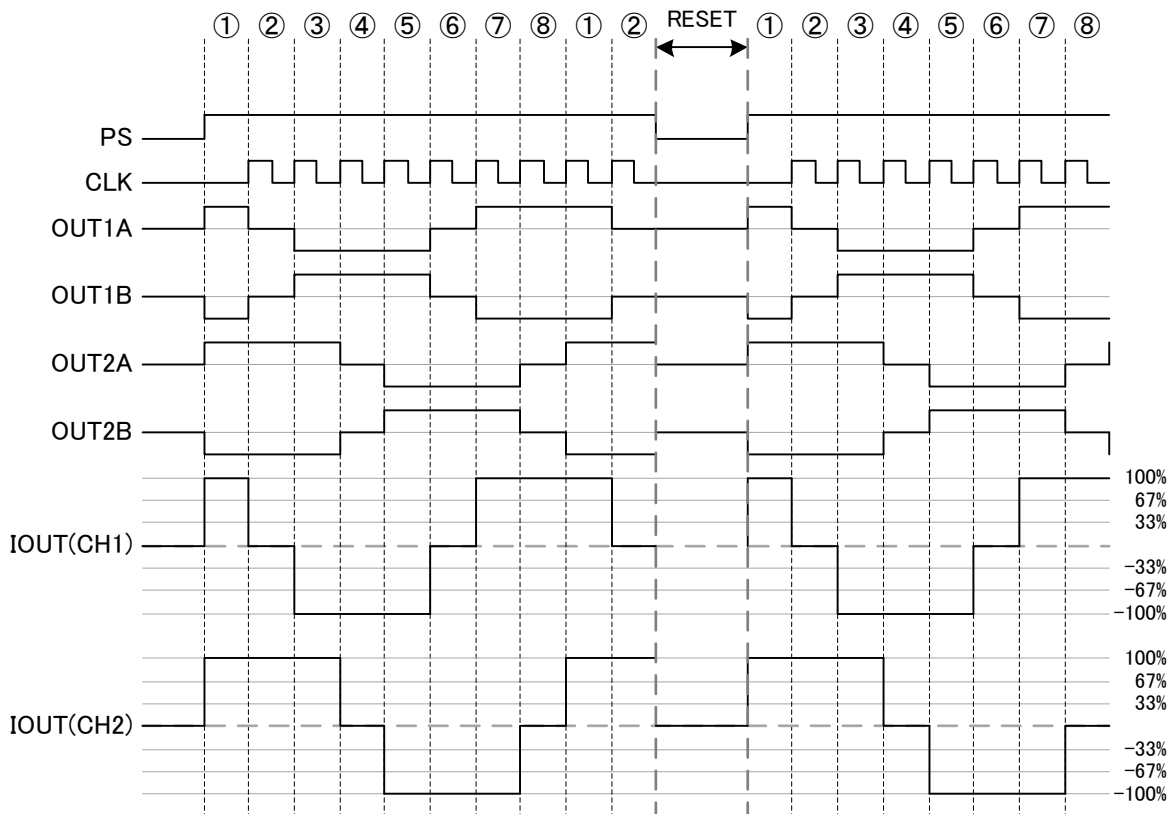 ① ② ③ ④ ⑤ ⑥ ⑦ ⑧ ① ② RESET ① ② ③ ④ ⑤ ⑥ ⑦ ⑧
PS
CLK
OUT1A
OUT1B
OUT2A
OUT2B
IOUT(CH1)
100%
67%
33%
-33%
-67%
-100%
IOUT(CH2)
100%
67%
33%
-33%
-67%
-100%